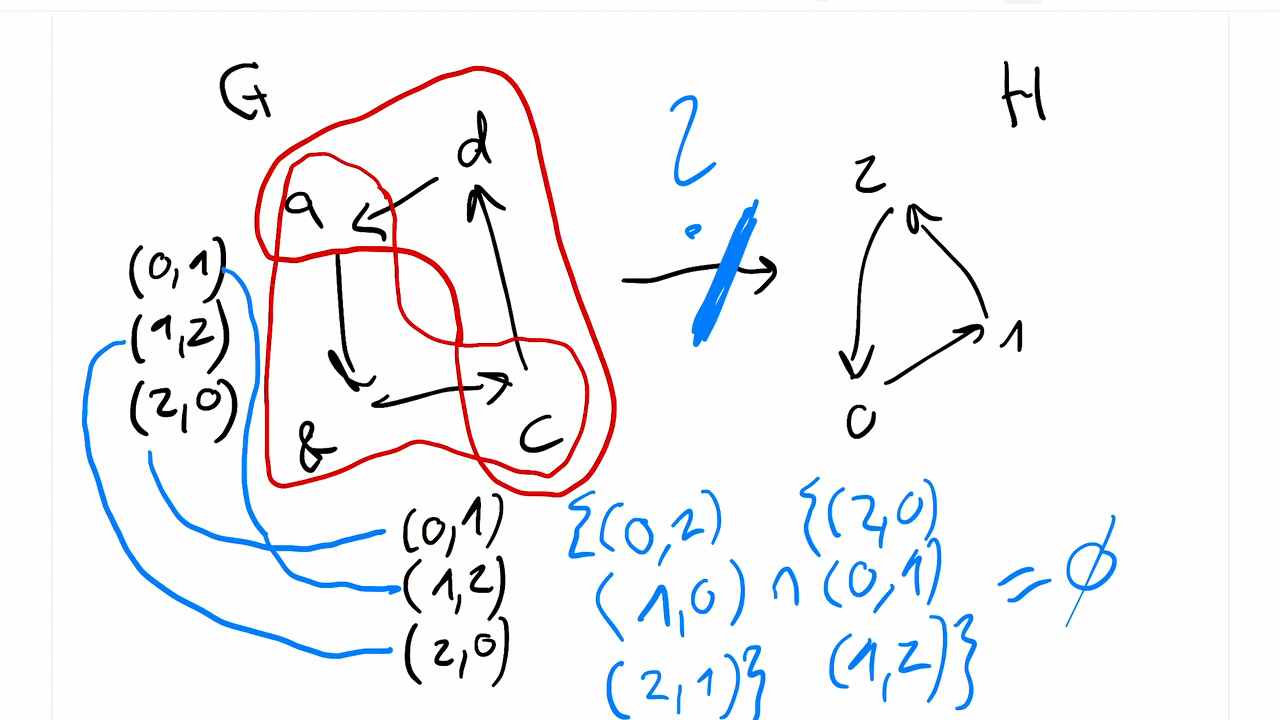 G
H
?
d
a
2
(0,1)
(1,2)
1
(2,0)
0
b
c
(0,1) {(0,2) {(2,0)
(1,2) (1,0) ∩ (0,1) = ∅
(2,0) (2,1)} (1,2)}